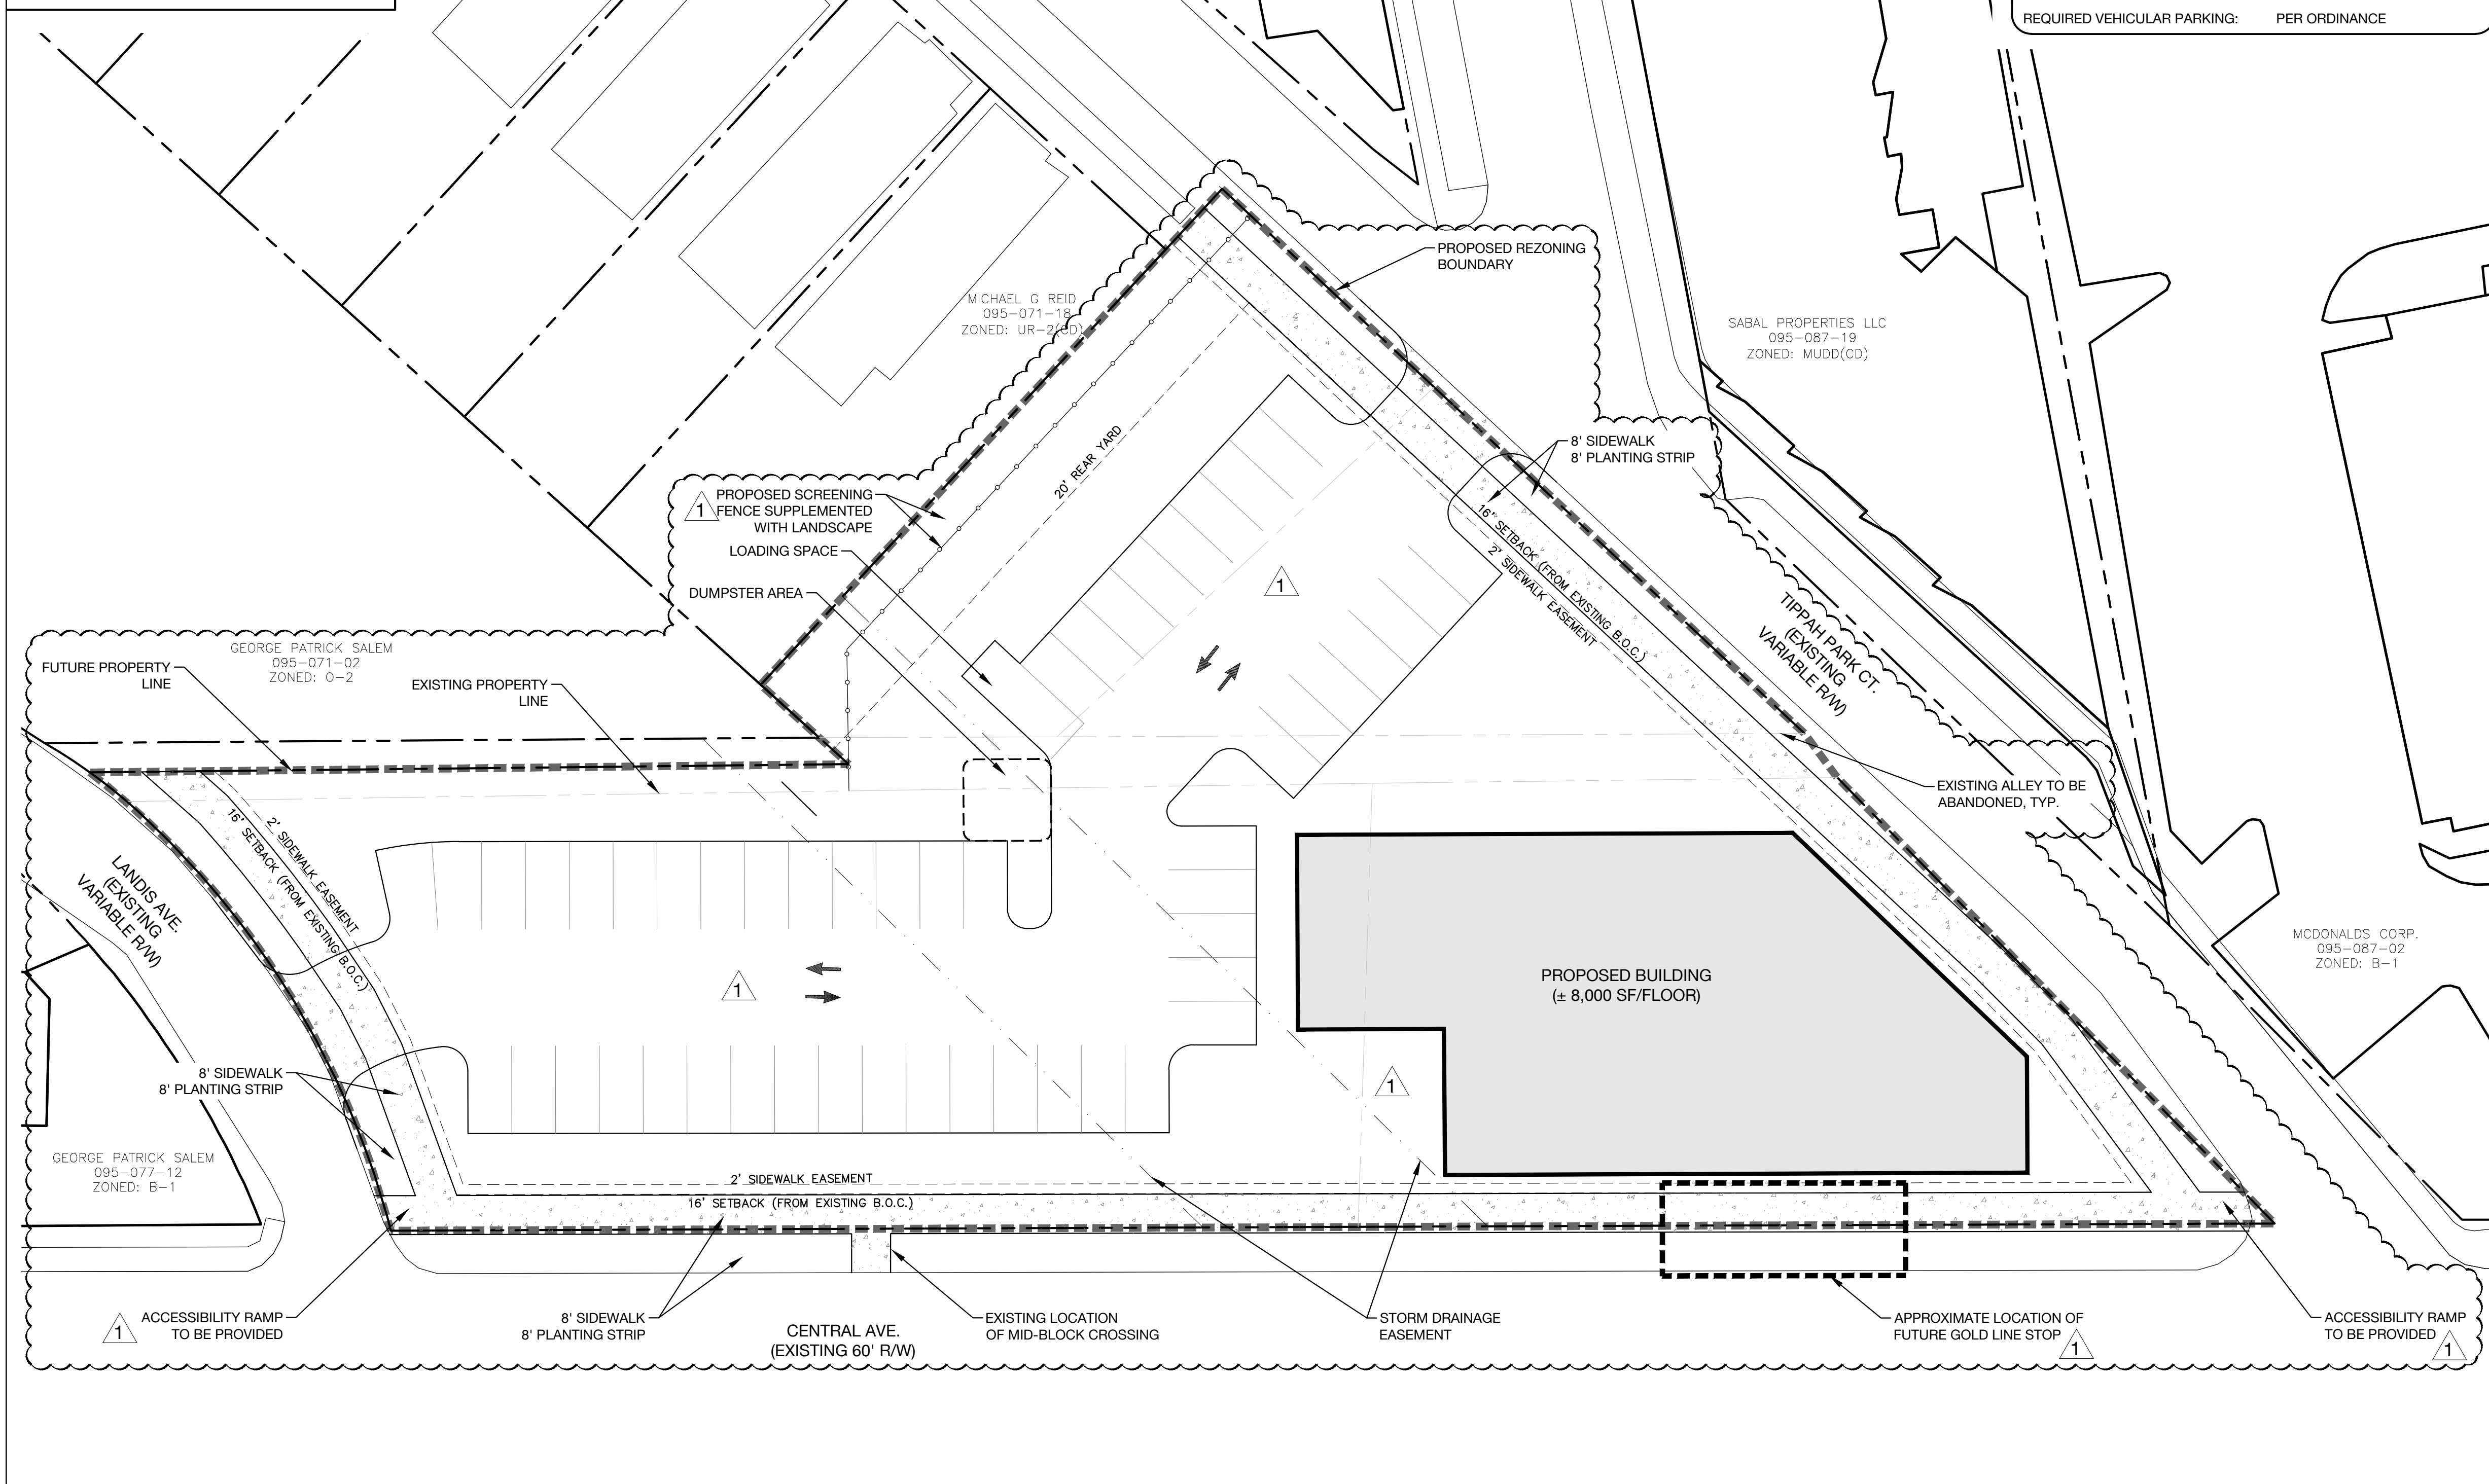 REQUIRED VEHICULAR PARKING: PER ORDINANCE
PROPOSED REZONING
BOUNDARY
MICHAEL G REID
095-071-18
ZONED: UR-2(CD)
SABAL PROPERTIES LLC
095-087-19
ZONED: MUDD(CD)
8' SIDEWALK
8' PLANTING STRIP
20' REAR YARD
1
PROPOSED SCREENING
FENCE SUPPLEMENTED
WITH LANDSCAPE
LOADING SPACE
DUMPSTER AREA
1
16' SETBACK (FROM EXISTING B.O.C.)
2' SIDEWALK EASEMENT
TIPPAH PARK CT.
(EXISTING
VARIABLE R/W)
GEORGE PATRICK SALEM
095-071-02
ZONED: O-2
FUTURE PROPERTY
LINE
EXISTING PROPERTY
LINE
EXISTING ALLEY TO BE
ABANDONED, TYP.
2' SIDEWALK EASEMENT
16' SETBACK (FROM EXISTING B.O.C.)
LANDIS AVE.
(EXISTING
VARIABLE R/W)
MCDONALDS CORP.
095-087-02
ZONED: B-1
PROPOSED BUILDING
(± 8,000 SF/FLOOR)
1
8' SIDEWALK
8' PLANTING STRIP
1
GEORGE PATRICK SALEM
095-077-12
ZONED: B-1
2' SIDEWALK EASEMENT
16' SETBACK (FROM EXISTING B.O.C.)
1
ACCESSIBILITY RAMP
TO BE PROVIDED
8' SIDEWALK
8' PLANTING STRIP
CENTRAL AVE.
(EXISTING 60' R/W)
EXISTING LOCATION
OF MID-BLOCK CROSSING
STORM DRAINAGE
EASEMENT
APPROXIMATE LOCATION OF
FUTURE GOLD LINE STOP
1
ACCESSIBILITY RAMP
TO BE PROVIDED
1